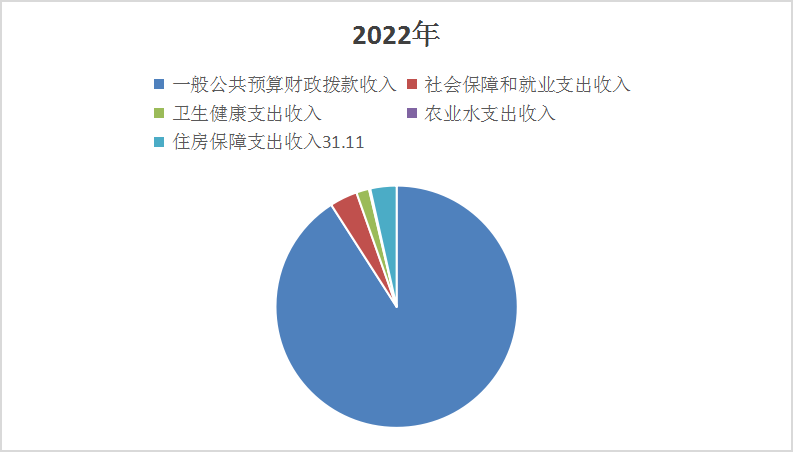 2022年
一般公共预算财政拨款收入 社会保障和就业支出收入
卫生健康支出收入 农业水支出收入
住房保障支出收入31.11